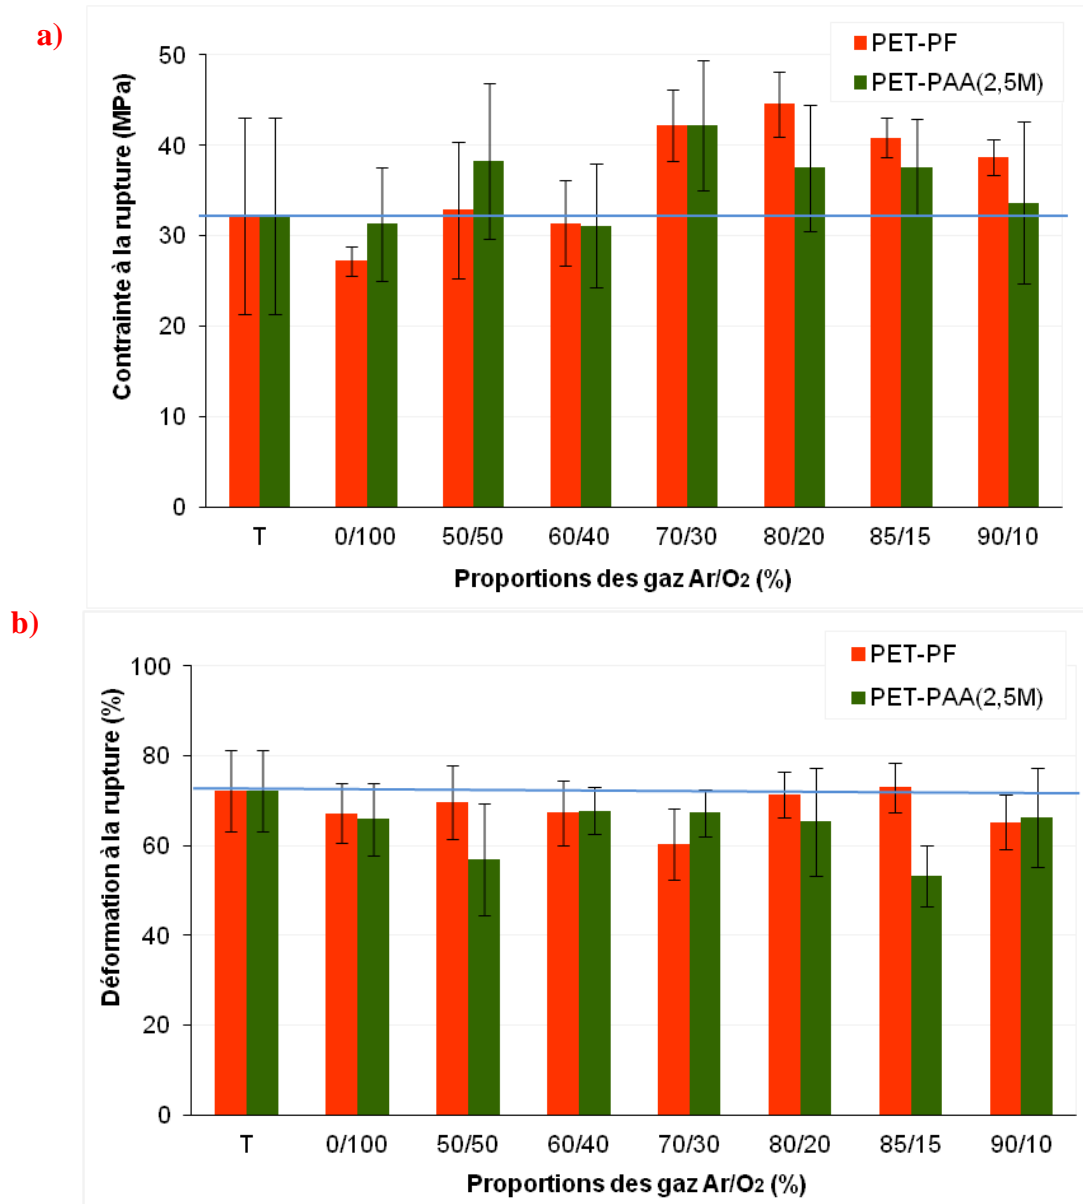 a)
PET-PF
PET-PAA(2,5M)
Contrainte à la rupture (MPa)
50
40
30
20
10
0
T 0/100 50/50 60/40 70/30 80/20 85/15 90/10
Proportions des gaz Ar/O2 (%)
b)
PET-PF
PET-PAA(2,5M)
Déformation à la rupture (%)
100
80
60
40
20
0
T 0/100 50/50 60/40 70/30 80/20 85/15 90/10
Proportions des gaz Ar/O2 (%)